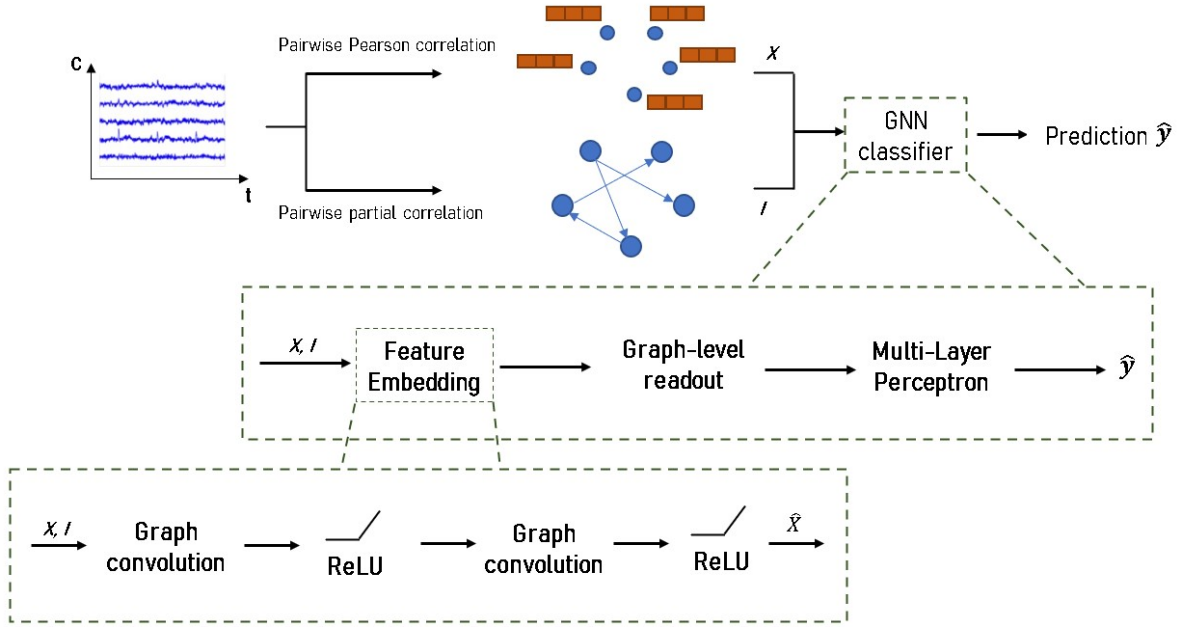 C
t
Pairwise Pearson correlation
Pairwise partial correlation
X
I
GNN
classifier
Prediction ŷ
X, I
Feature
Embedding
Graph-level
readout
Multi-Layer
Perceptron
ŷ
X, I
Graph
convolution
ReLU
Graph
convolution
ReLU
X̂